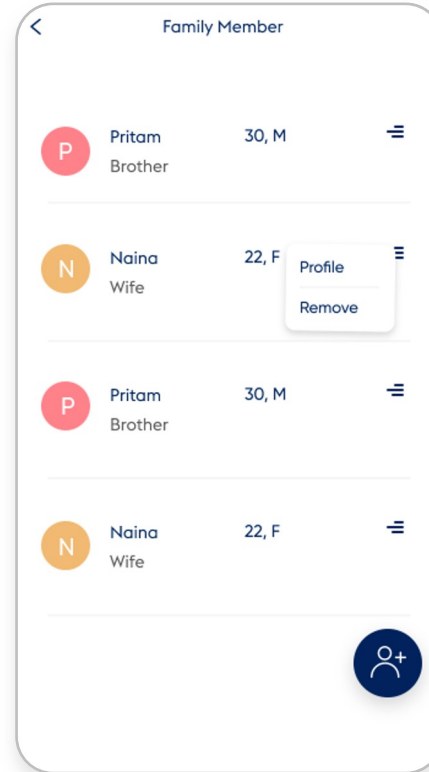 Family Member
P
Pritam
30, M
Brother
N
Naina
22, F
Wife
Profile
Remove
P
Pritam
30, M
Brother
N
Naina
22, F
Wife